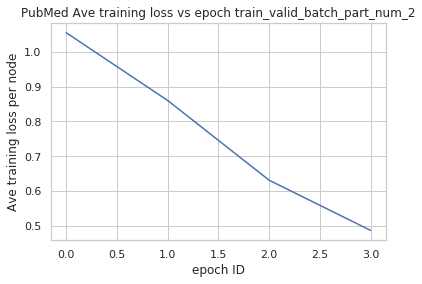 PubMed Ave training loss vs epoch train_valid_batch_part_num_2
Ave training loss per node
1.0
0.9
0.8
0.7
0.6
0.5
0.0 0.5 1.0 1.5 2.0 2.5 3.0
epoch ID